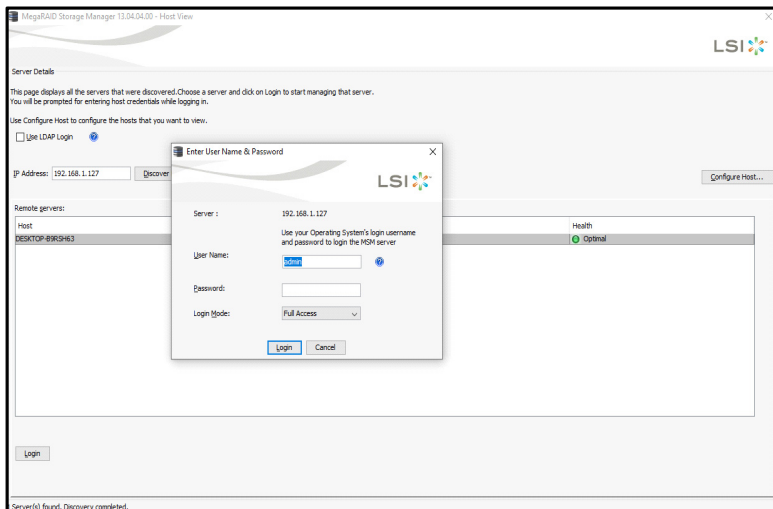 MegaRAID Storage Manager 13.04.04.00 - Host View
LSI
Server Details
This page displays all the servers that were discovered.Choose a server and click on Login to start managing that server.
You will be prompted for entering host credentials while logging in.
Use Configure Host to configure the hosts that you want to view.
Use LDAP Login
IP Address: 192.168.1.127 Discover
Configure Host...
Remote servers:
Host Health
DESKTOP-B9RSH63 Optimal
Enter User Name & Password
LSI
Server : 192.168.1.127
Use your Operating System's login username
and password to login the MSM server
User Name: admin
Password:
Login Mode: Full Access
Login Cancel
Login
Server(s) found. Discovery completed.